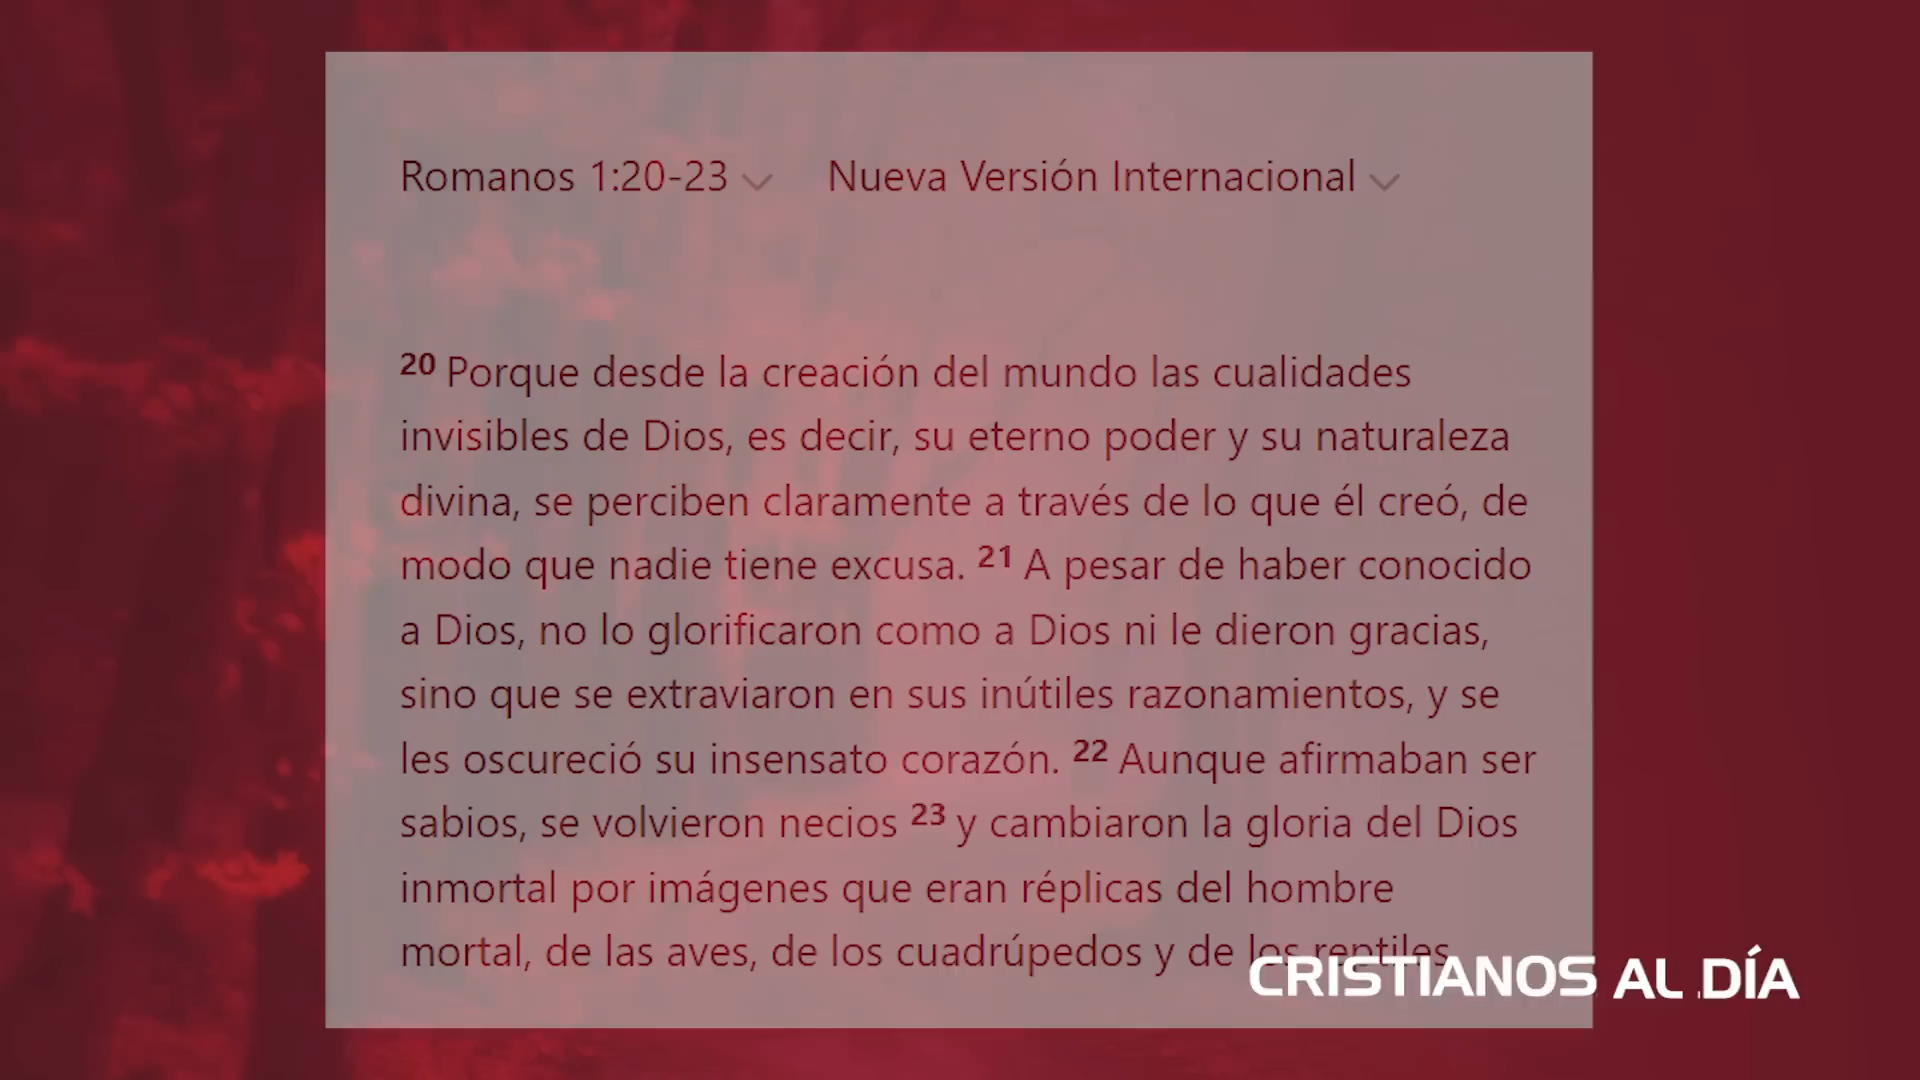 Romanos 1:20-23 Nueva Versión Internacional
20 Porque desde la creación del mundo las cualidades
invisibles de Dios, es decir, su eterno poder y su naturaleza
divina, se perciben claramente a través de lo que él creó, de
modo que nadie tiene excusa. 21 A pesar de haber conocido
a Dios, no lo glorificaron como a Dios ni le dieron gracias,
sino que se extraviaron en sus inútiles razonamientos, y se
les oscureció su insensato corazón. 22 Aunque afirmaban ser
sabios, se volvieron necios 23 y cambiaron la gloria del Dios
inmortal por imágenes que eran réplicas del hombre
mortal, de las aves, de los cuadrúpedos y de los reptiles
CRISTIANOS AL DÍA